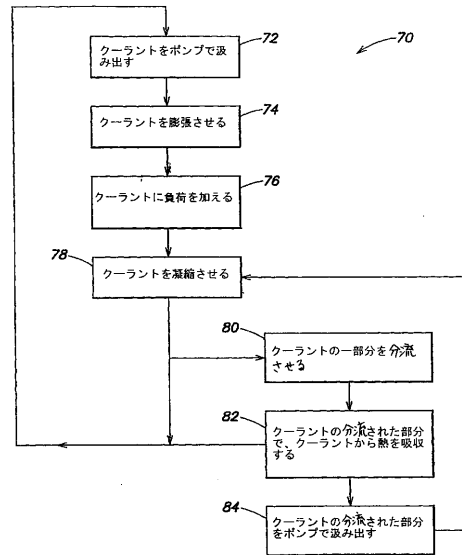 70
72
クーラントをポンプで汲
み出す
74
クーラントを膨張させる
76
クーラントに負荷を加える
78
クーラントを凝縮させる
80
クーラントの一部分を分流
させる
82
クーラントの分流された部分
で、クーラントから熱を吸収
する
84
クーラントの分流された部分
をポンプで汲み出す